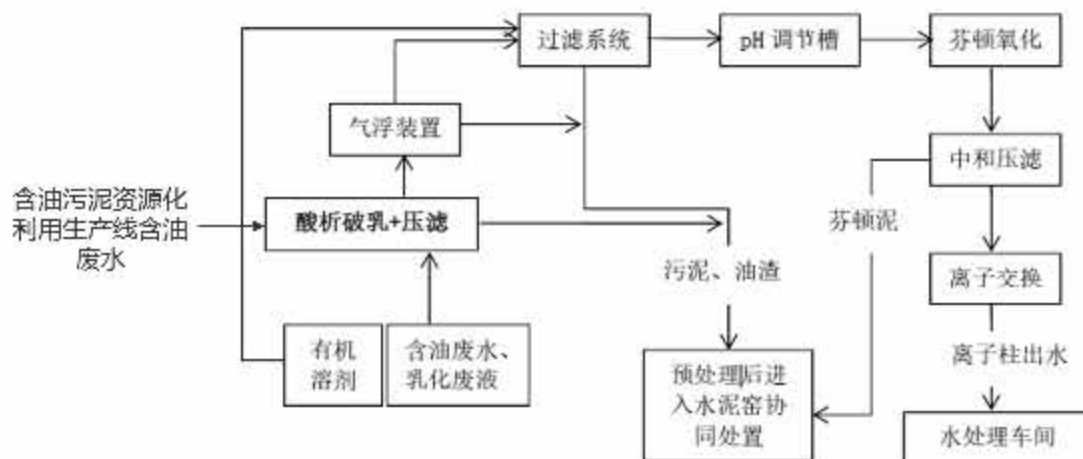 过滤系统
pH 调节槽
芬顿氧化
气浮装置
中和压滤
含油污泥资源化
利用生产线含油
废水
酸析破乳+压滤
芬顿泥
污泥、油渣
离子交换
有机
溶剂
含油废水、
乳化废液
预处理后进
入水泥窑协
同处置
离子柱出水
水处理车间